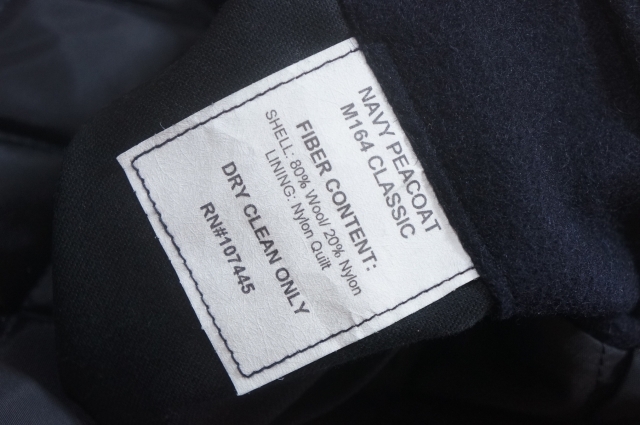 NAVY PEACOAT
M164 CLASSIC
FIBER CONTENT:
SHELL: 80% Wool/ 20% Nylon
LINING: Nylon Quilt
DRY CLEAN ONLY
RN#107445